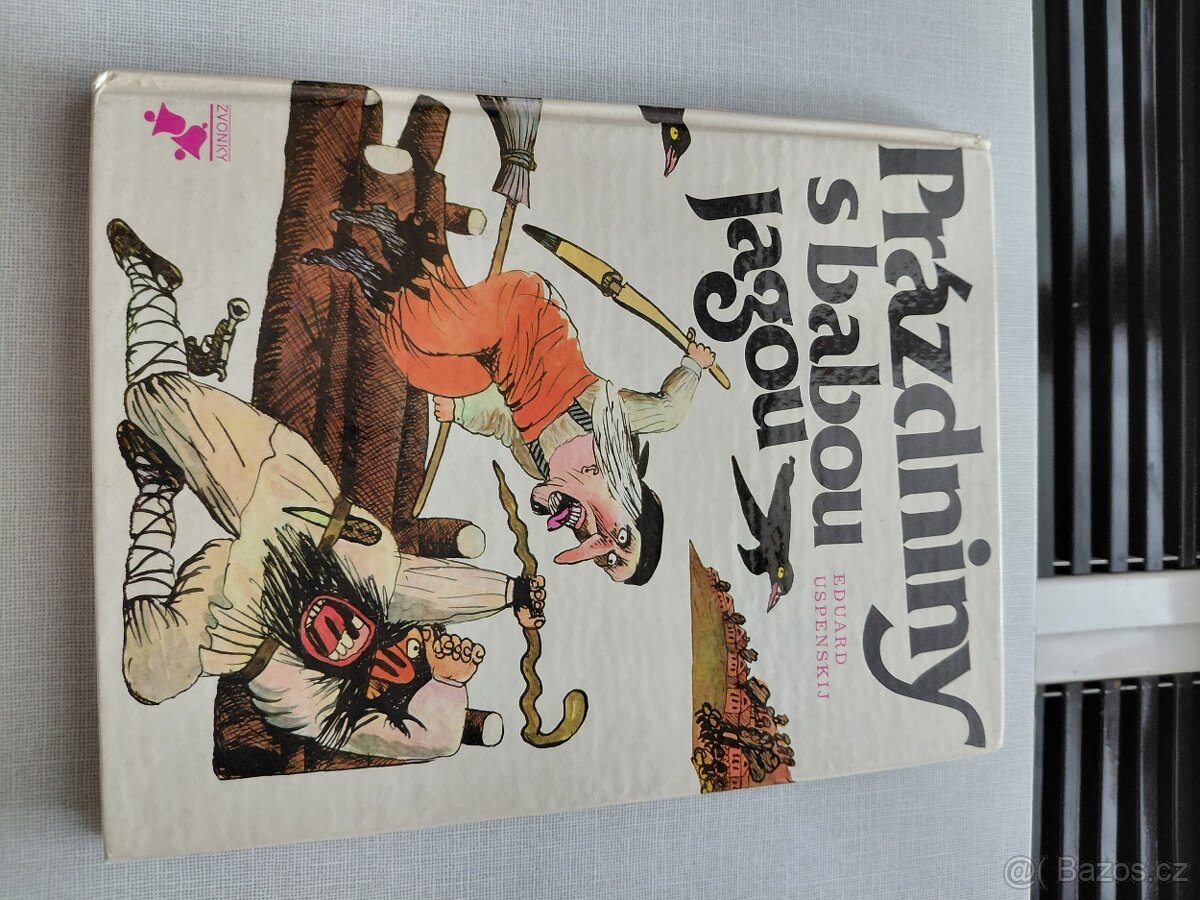 Prázdniny
s babou
Jagou
EDUARD
USPENSKIJ
ZVONKY
@( Bazos.cz